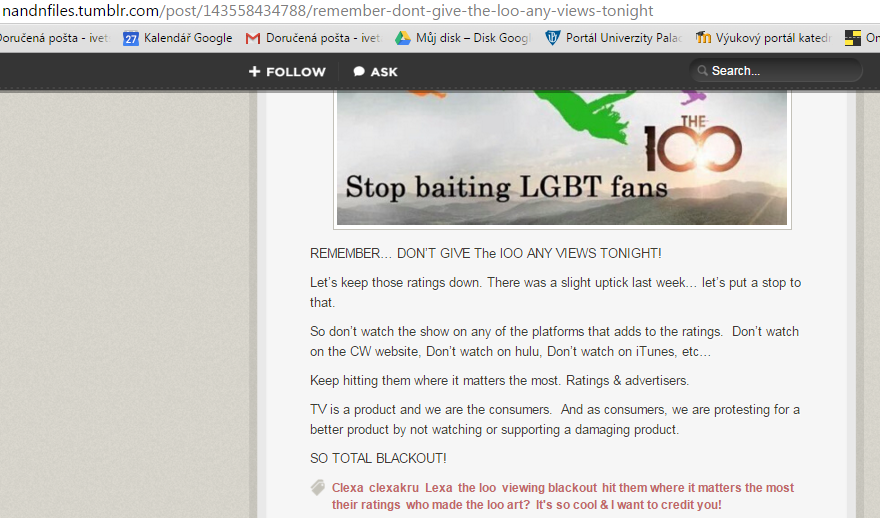 nandnfiles.tumblr.com/post/143558434788/remember-dont-give-the-loo-any-views-tonight
Doručená pošta - ivet 27 Kalendář Google Doručená pošta - ivet Můj disk – Disk Googl Portál Univerzity Palac Výukový portál katedr On
FOLLOW ASK Search...
THE
100
Stop baiting LGBT fans
REMEMBER… DON'T GIVE The lOO ANY VIEWS TONIGHT!
Let's keep those ratings down. There was a slight uptick last week… let's put a stop to
that.
So don't watch the show on any of the platforms that adds to the ratings.  Don't watch
on the CW website, Don't watch on hulu, Don't watch on iTunes, etc…
Keep hitting them where it matters the most. Ratings & advertisers.
TV is a product and we are the consumers.  And as consumers, we are protesting for a
better product by not watching or supporting a damaging product.
SO TOTAL BLACKOUT!
Clexa clexakru Lexa the loo viewing blackout hit them where it matters the most
their ratings who made the loo art? It's so cool & I want to credit you!